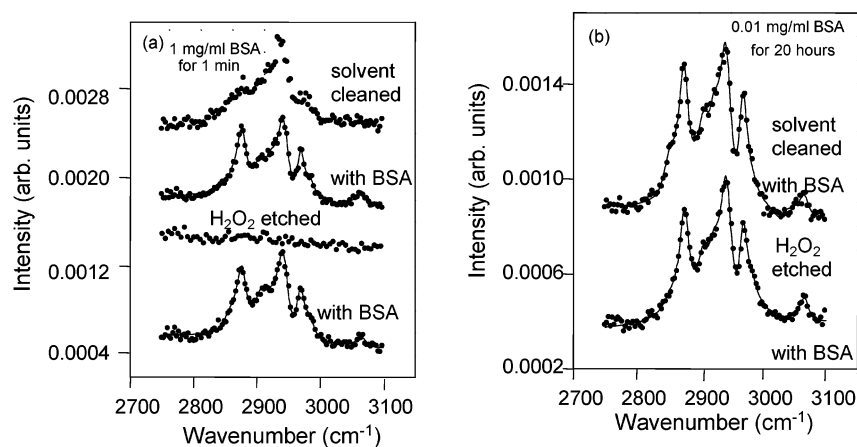 (a)
1 mg/ml BSA
for 1 min
solvent
cleaned
with BSA
H₂O₂ etched
with BSA
Intensity (arb. units)
0.0028
0.0020
0.0012
0.0004
2700 2800 2900 3000 3100
Wavenumber (cm⁻¹)
(b)
0.01 mg/ml BSA
for 20 hours
solvent
cleaned
with BSA
H₂O₂
etched
with BSA
Intensity (arb. units)
0.0014
0.0010
0.0006
0.0002
2700 2800 2900 3000 3100
Wavenumber (cm⁻¹)